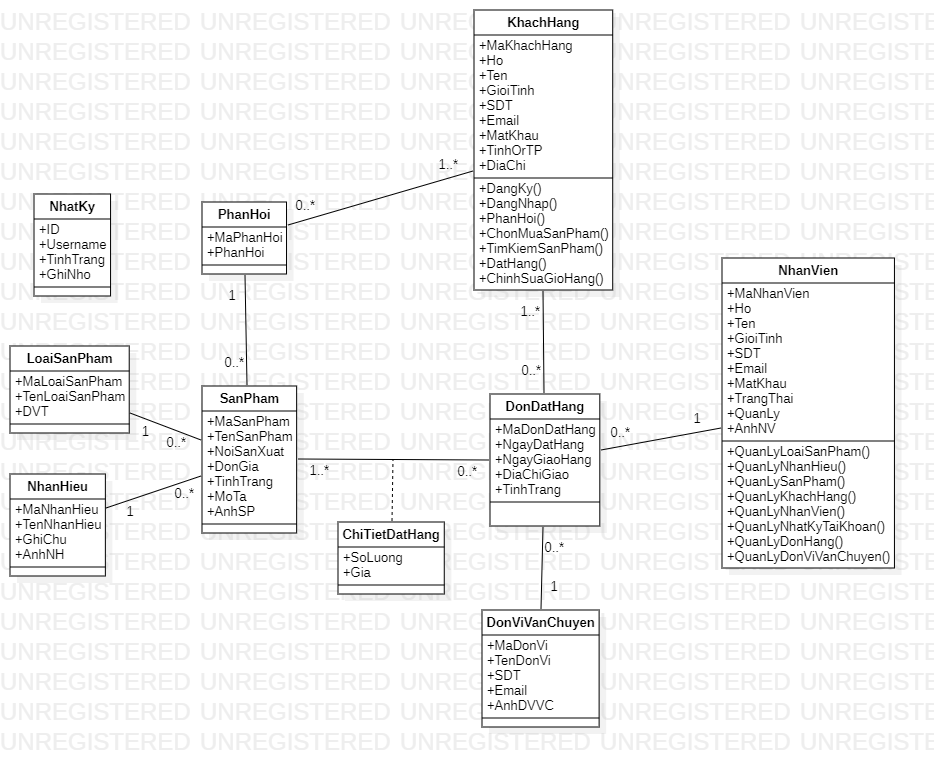 KhachHang
+MaKhachHang
+Ho
+Ten
+GioiTinh
+SDT
+Email
+MatKhau
+TinhOrTP
+DiaChi
+DangKy()
+DangNhap()
+PhanHoi()
+ChonMuaSanPham()
+TimKiemSanPham()
+DatHang()
+ChinhSuaGioHang()
1..*
0..*
NhatKy
+ID
+Username
+TinhTrang
+GhiNho
PhanHoi
+MaPhanHoi
+PhanHoi
1
0..*
1..*
0..*
NhanVien
+MaNhanVien
+Ho
+Ten
+GioiTinh
+SDT
+Email
+MatKhau
+TrangThai
+QuanLy
+AnhNV
+QuanLyLoaiSanPham()
+QuanLyNhanHieu()
+QuanLySanPham()
+QuanLyKhachHang()
+QuanLyNhanVien()
+QuanLyNhatKyTaiKhoan()
+QuanLyDonHang()
+QuanLyDonViVanChuyen()
LoaiSanPham
+MaLoaiSanPham
+TenLoaiSanPham
+DVT
1
0..*
SanPham
+MaSanPham
+TenSanPham
+NoiSanXuat
+DonGia
+TinhTrang
+MoTa
+AnhSP
DonDatHang
+MaDonDatHang
+NgayDatHang
+NgayGiaoHang
+DiaChiGiao
+TinhTrang
0..*
1
1..*
0..*
NhanHieu
+MaNhanHieu
+TenNhanHieu
+GhiChu
+AnhNH
0..*
1
ChiTietDatHang
+SoLuong
+Gia
0..*
1
DonViVanChuyen
+MaDonVi
+TenDonVi
+SDT
+Email
+AnhDVVC
UNREGISTERED